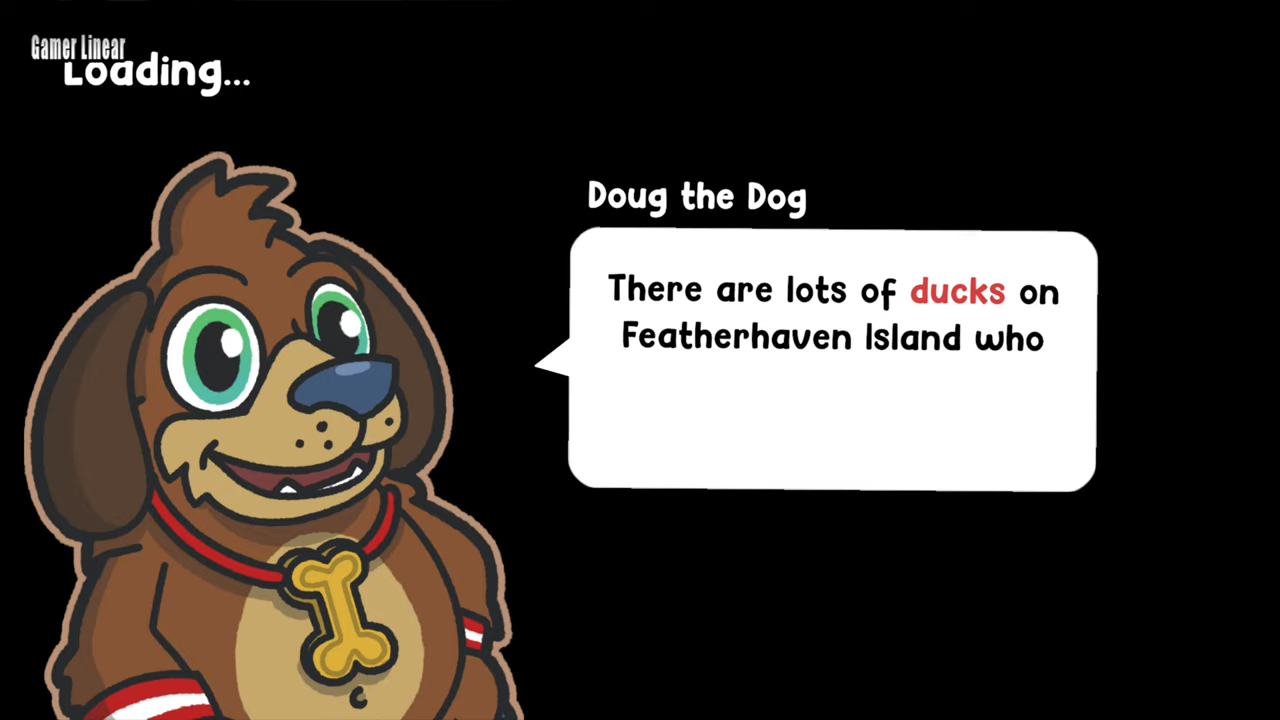 Gamer Linear
Loading...
Doug the Dog
There are lots of ducks on
Featherhaven Island who